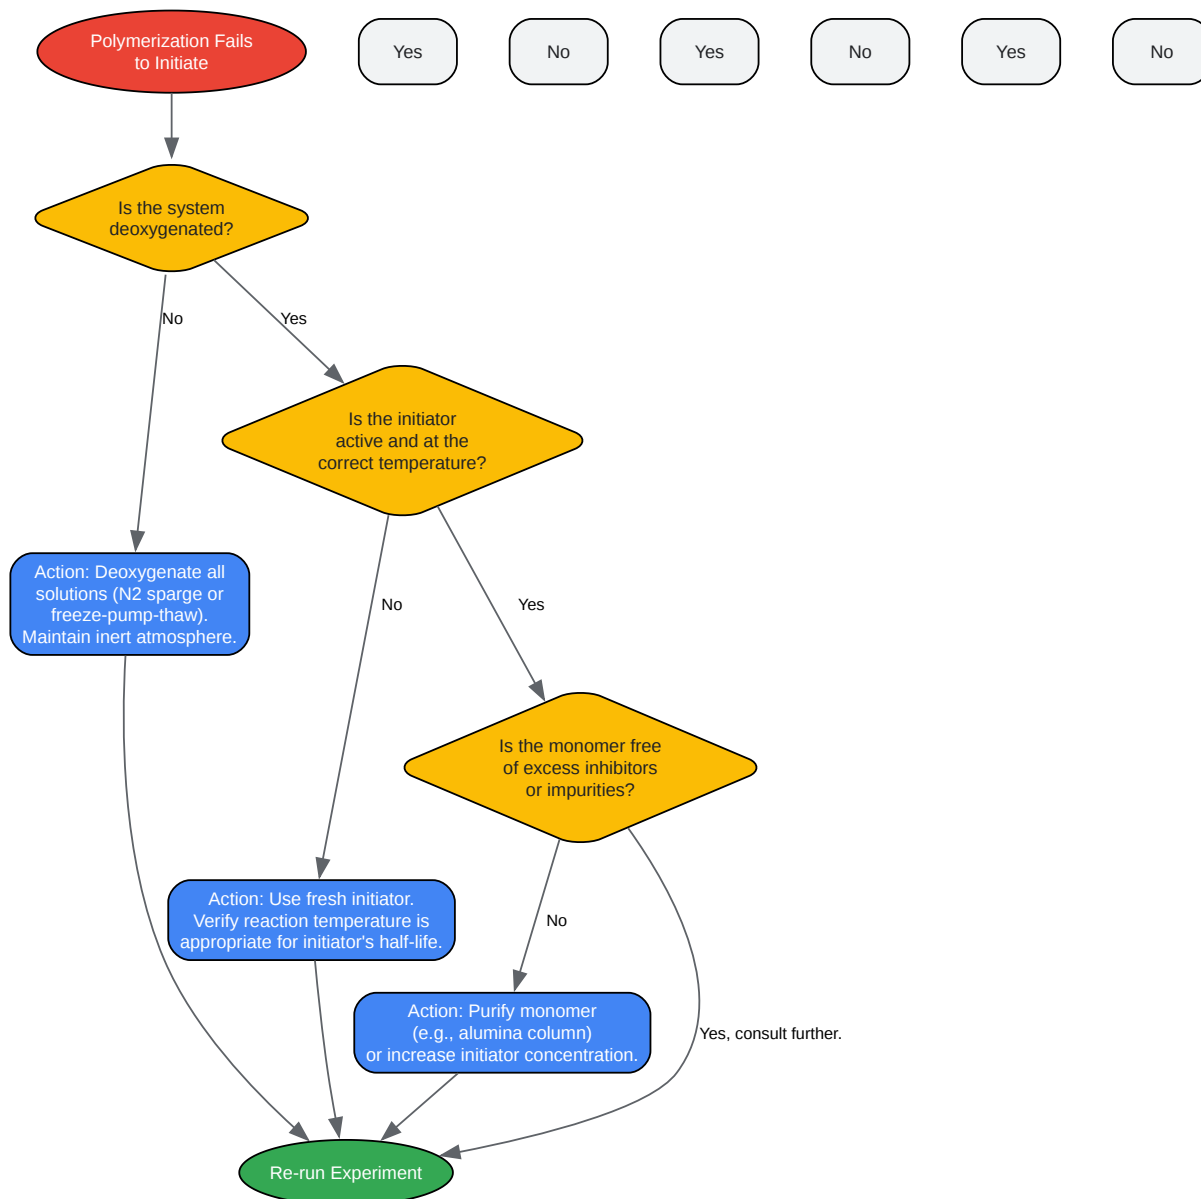 Polymerization Fails
to Initiate
Yes
No
Yes
No
Yes
No
Is the system
deoxygenated?
No
Yes
Is the initiator
active and at the
correct temperature?
Action: Deoxygenate all
solutions (N2 sparge or
freeze-pump-thaw).
Maintain inert atmosphere.
No
Yes
Is the monomer free
of excess inhibitors
or impurities?
Action: Use fresh initiator.
Verify reaction temperature is
appropriate for initiator's half-life.
No
Action: Purify monomer
(e.g., alumina column)
or increase initiator concentration.
Yes, consult further.
Re-run Experiment